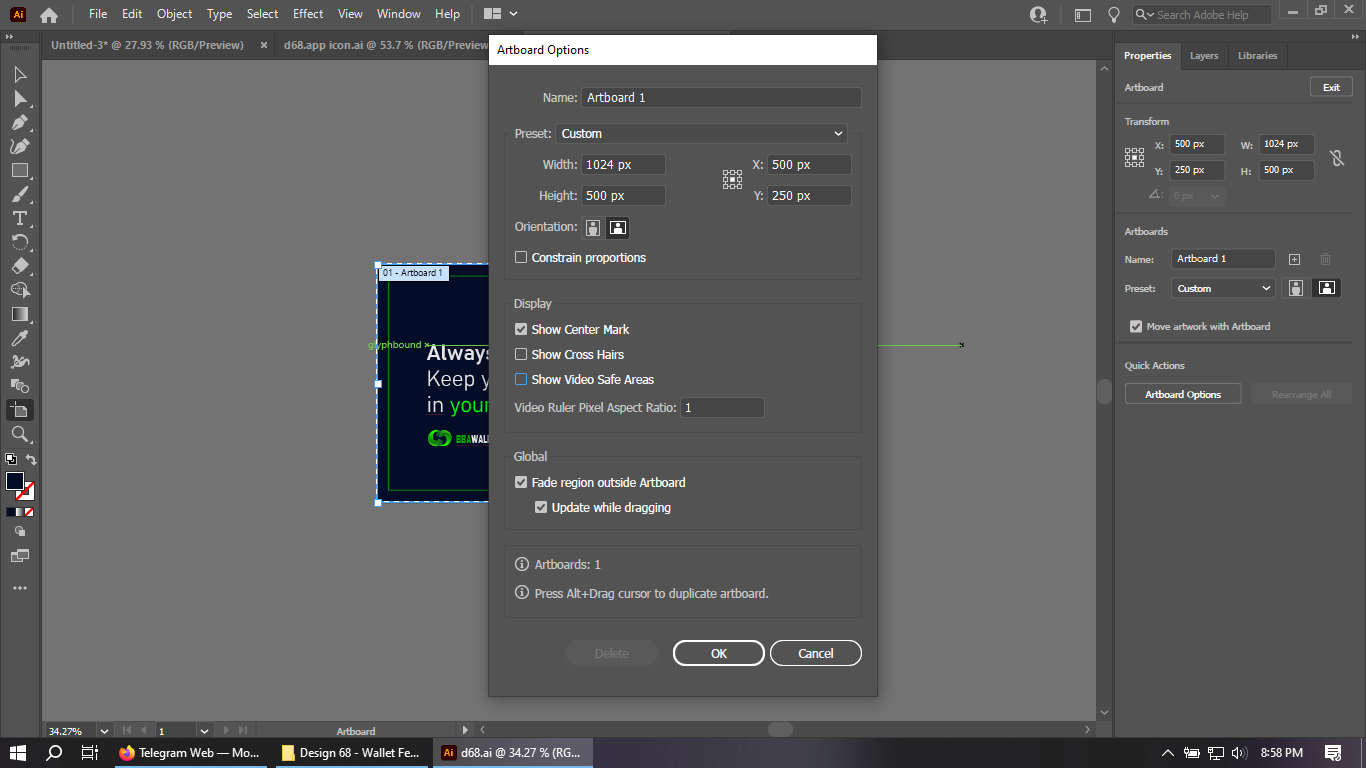 Ai File Edit Object Type Select Effect View Window Help Search Adobe Help
Untitled-3* @ 27.93 % (RGB/Preview) × d68.app icon.ai @ 53.7 % (RGB/Preview
Artboard Options
Name: Artboard 1
Preset: Custom
Width: 1024 px X: 500 px
Height: 500 px Y: 250 px
Orientation:
Constrain proportions
Display
Show Center Mark
Show Cross Hairs
Show Video Safe Areas
Video Ruler Pixel Aspect Ratio: 1
Global
Fade region outside Artboard
Update while dragging
Artboards: 1
Press Alt+Drag cursor to duplicate artboard.
Delete OK Cancel
01 - Artboard 1
Always
Keep y
in your
BBAWAL
Properties Layers Libraries
Artboard Exit
Transform
X: 500 px W: 1024 px
Y: 250 px H: 500 px
0 px
Artboards
Name: Artboard 1
Preset: Custom
Move artwork with Artboard
Quick Actions
Artboard Options Rearrange All
34.27% 1 Artboard
Telegram Web — Mo... Design 68 - Wallet Fe... Ai d68.ai @ 34.27 % (RG... 8:58 PM